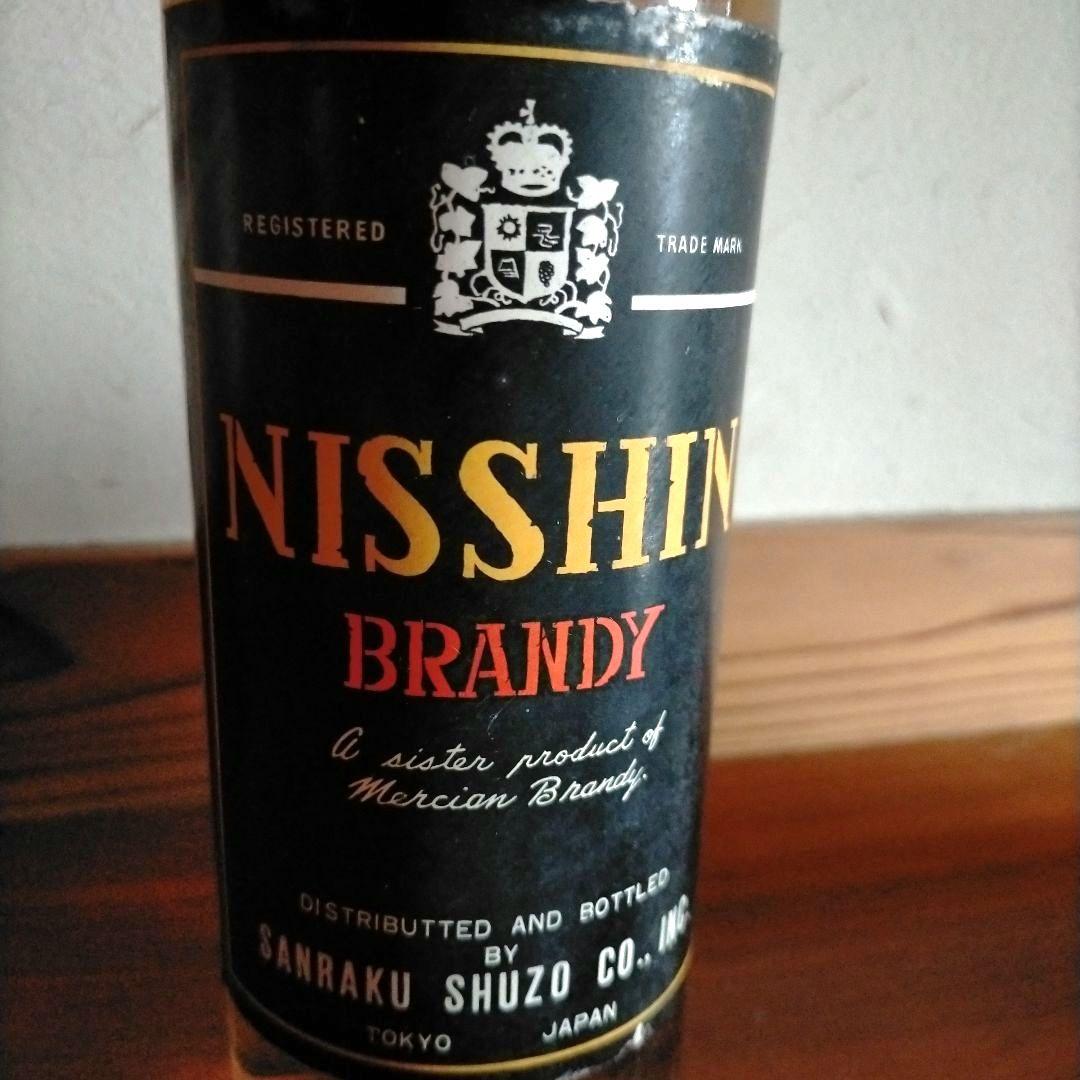 REGISTERED TRADE MARK
NISSHIN
BRANDY
A sister product of
Mercian Brandy.
DISTRIBUTTED AND BOTTLED
BY
SANRAKU SHUZO CO., INC.
TOKYO JAPAN